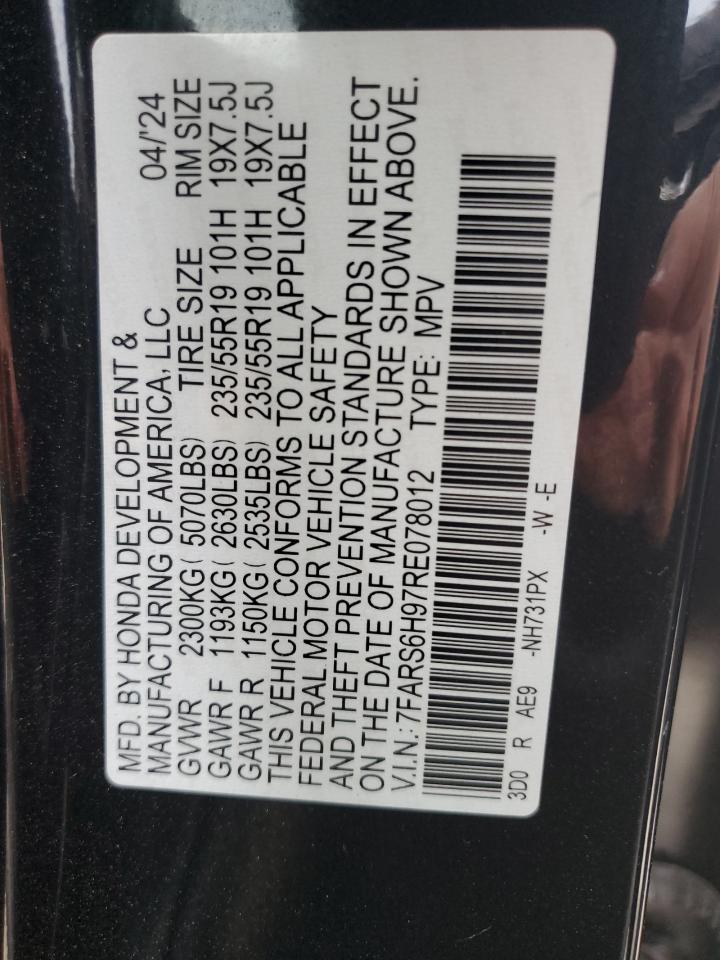 MFD. BY HONDA DEVELOPMENT &
MANUFACTURING OF AMERICA, LLC 04/'24
GVWR 2300KG( 5070LBS) TIRE SIZE RIM SIZE
GAWR F 1193KG( 2630LBS) 235/55R19 101H 19X7.5J
GAWR R 1150KG( 2535LBS) 235/55R19 101H 19X7.5J
THIS VEHICLE CONFORMS TO ALL APPLICABLE
FEDERAL MOTOR VEHICLE SAFETY
AND THEFT PREVENTION STANDARDS IN EFFECT
ON THE DATE OF MANUFACTURE SHOWN ABOVE.
V.I.N.: 7FARS6H97RE078012 TYPE: MPV
3D0 R AE9 -NH731PX -W -E